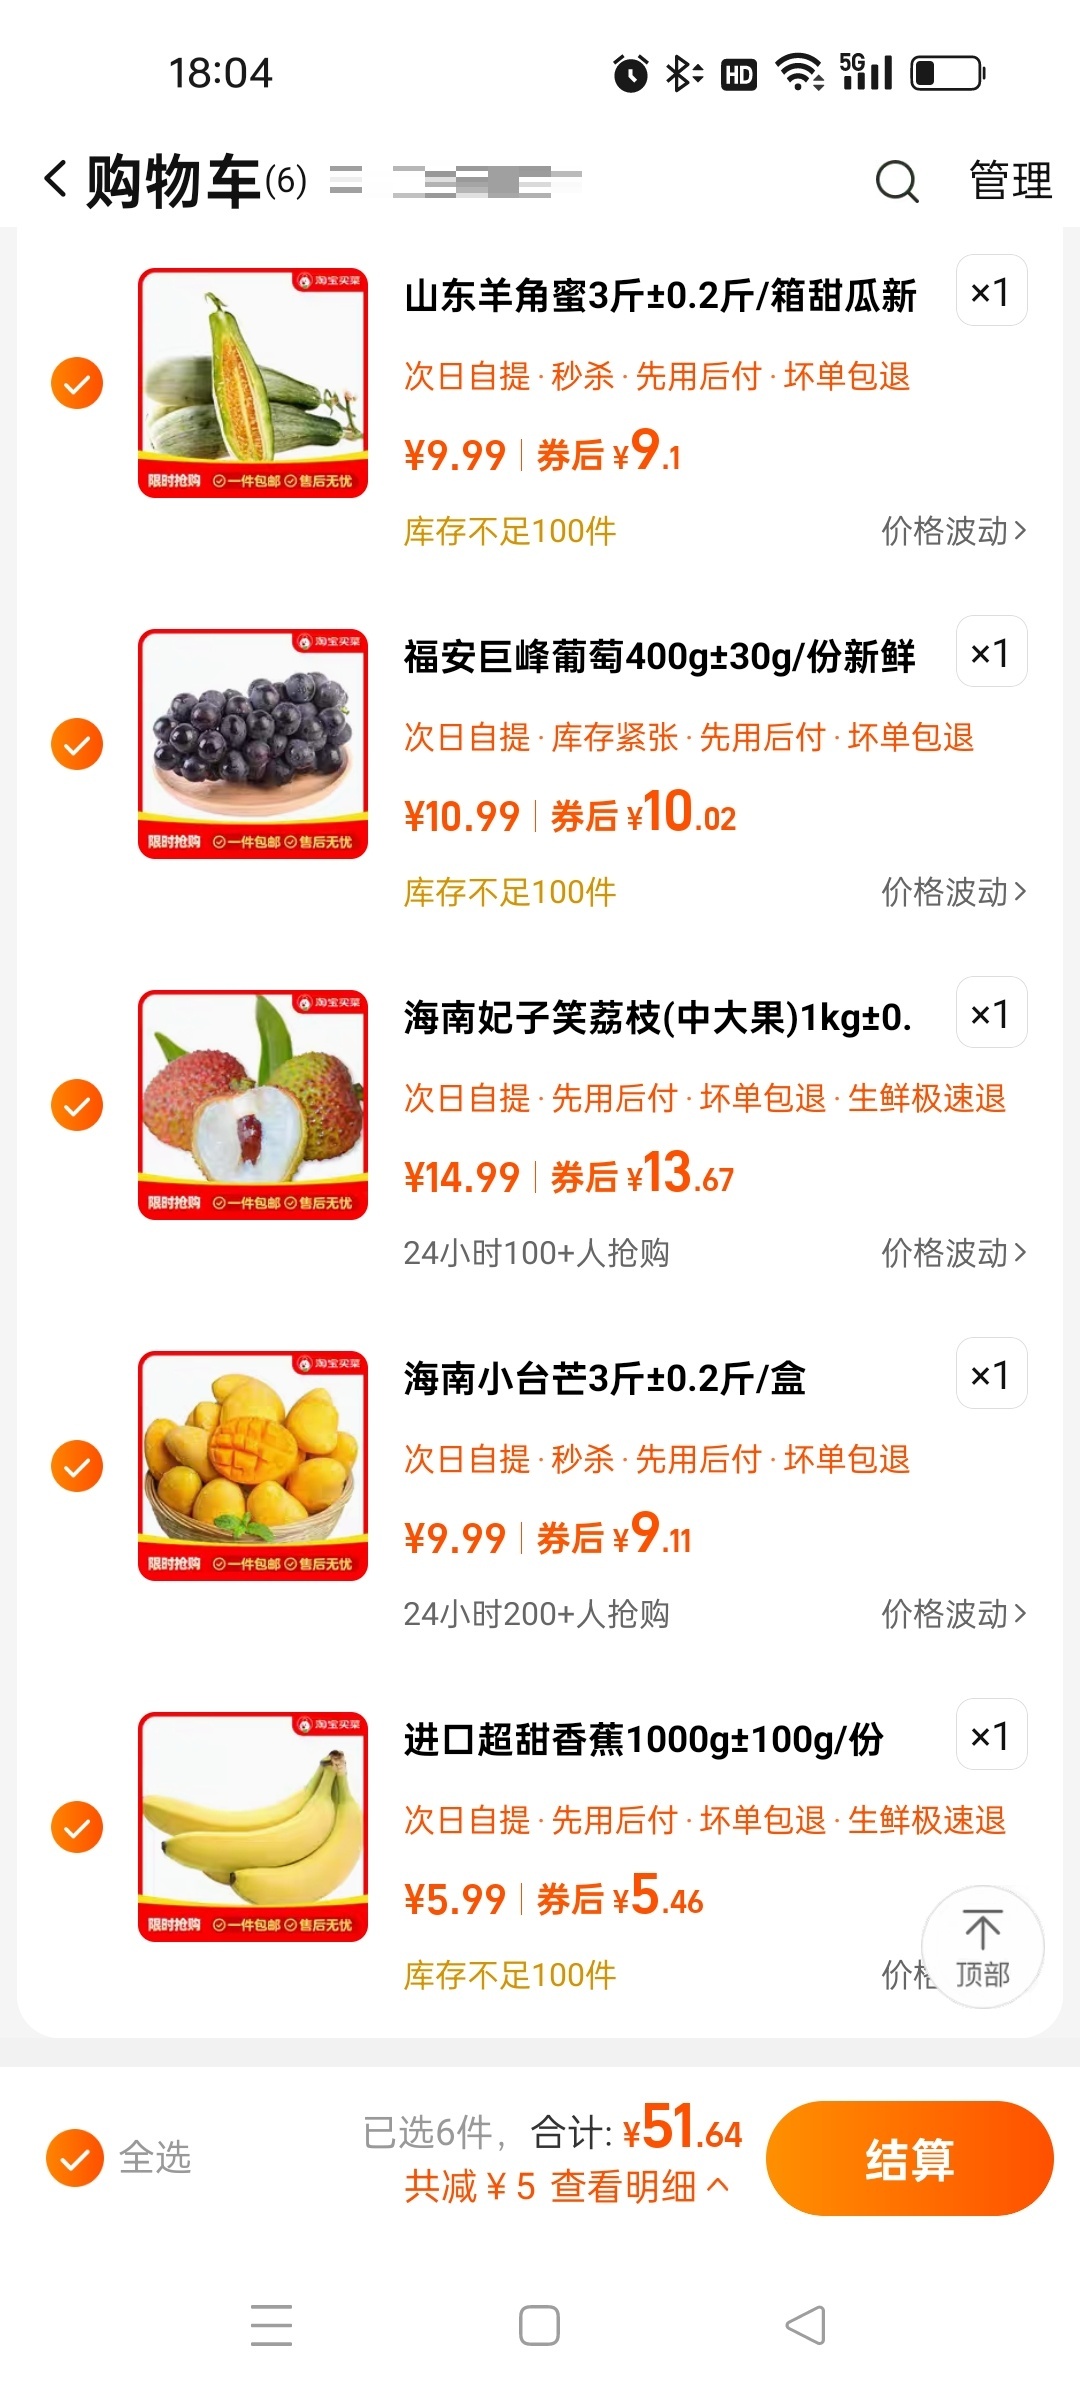 18:04
HD
5G
购物车(6)
管理
淘宝买菜
山东羊角蜜3斤±0.2斤/箱甜瓜新
×1
次日自提·秒杀·先用后付·坏单包退
¥9.99 券后 ¥9.1
限时抢购 一件包邮 售后无忧
库存不足100件
价格波动
淘宝买菜
福安巨峰葡萄400g±30g/份新鲜
×1
次日自提·库存紧张·先用后付·坏单包退
¥10.99 券后 ¥10.02
限时抢购 一件包邮 售后无忧
库存不足100件
价格波动
淘宝买菜
海南妃子笑荔枝(中大果)1kg±0.
×1
次日自提·先用后付·坏单包退·生鲜极速退
¥14.99 券后 ¥13.67
限时抢购 一件包邮 售后无忧
24小时100+人抢购
价格波动
淘宝买菜
海南小台芒3斤±0.2斤/盒
×1
次日自提·秒杀·先用后付·坏单包退
¥9.99 券后 ¥9.11
限时抢购 一件包邮 售后无忧
24小时200+人抢购
价格波动
淘宝买菜
进口超甜香蕉1000g±100g/份
×1
次日自提·先用后付·坏单包退·生鲜极速退
¥5.99 券后 ¥5.46
限时抢购 一件包邮 售后无忧
库存不足100件
价格
顶部
全选
已选6件，合计:¥51.64
共减¥5 查看明细
结算